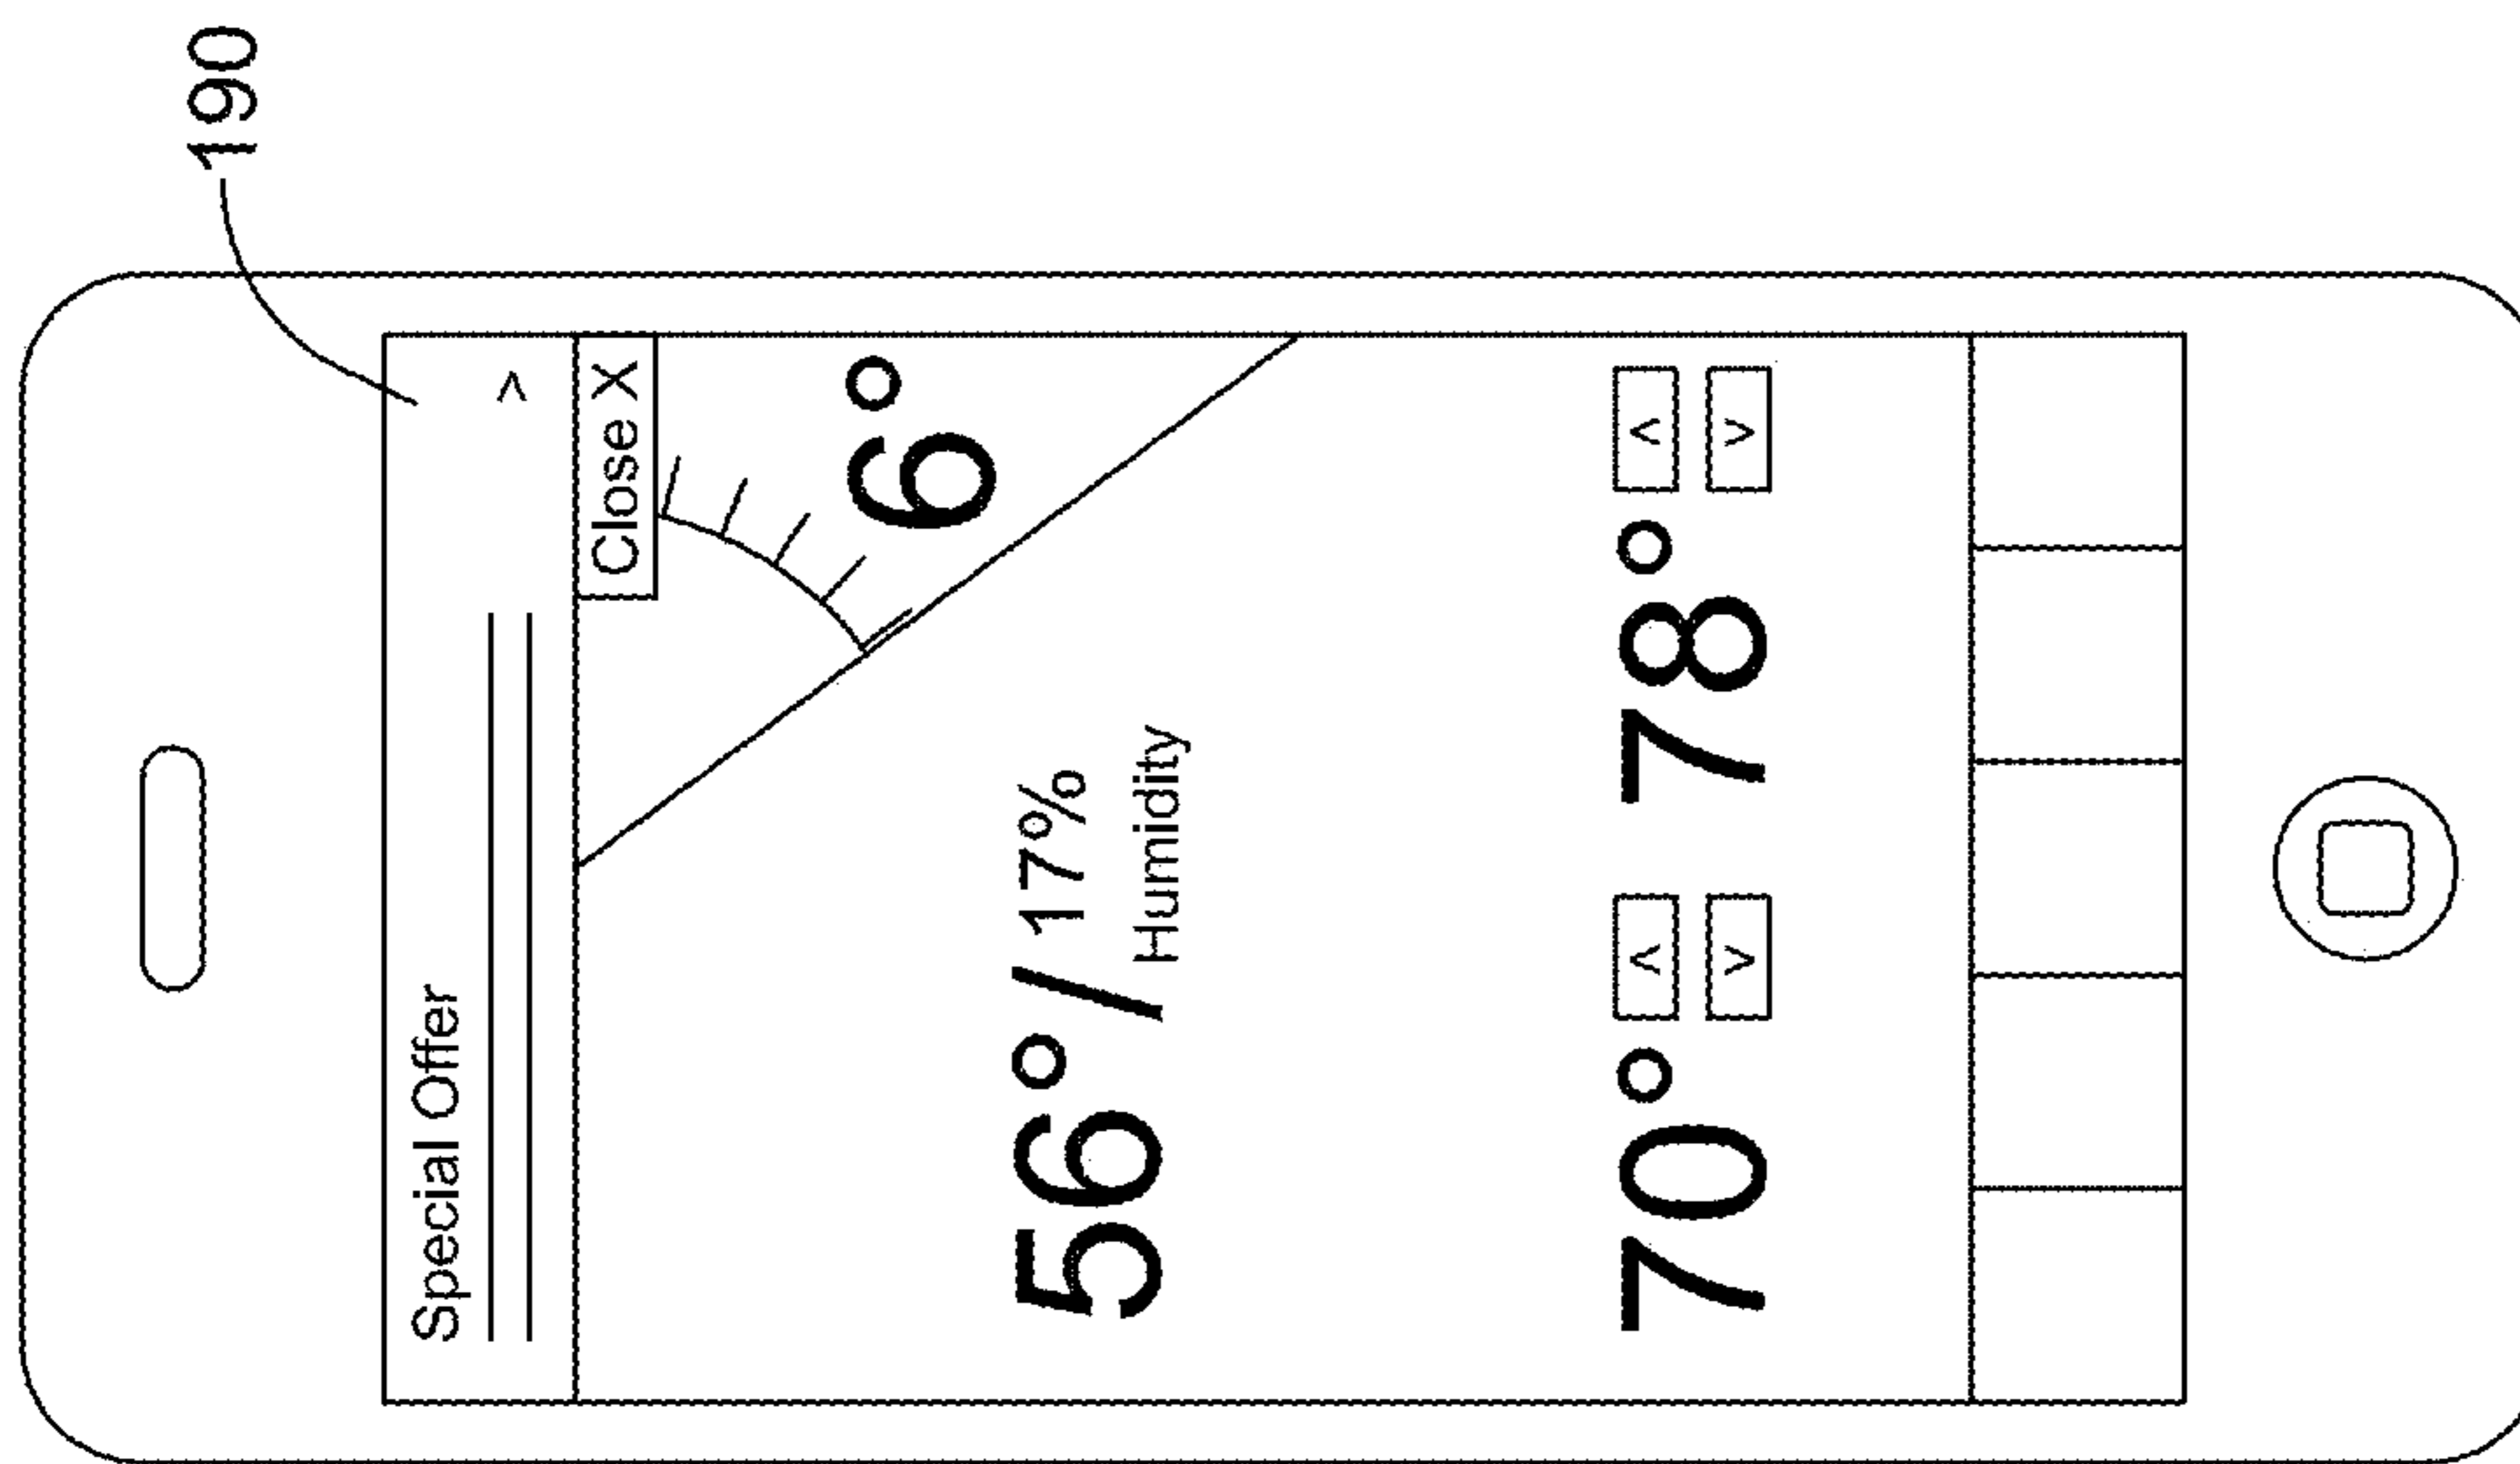 190
Special Offer
>
Close X
6°
56°/ 17%
Humidity
70° ^ v 78° ^ v